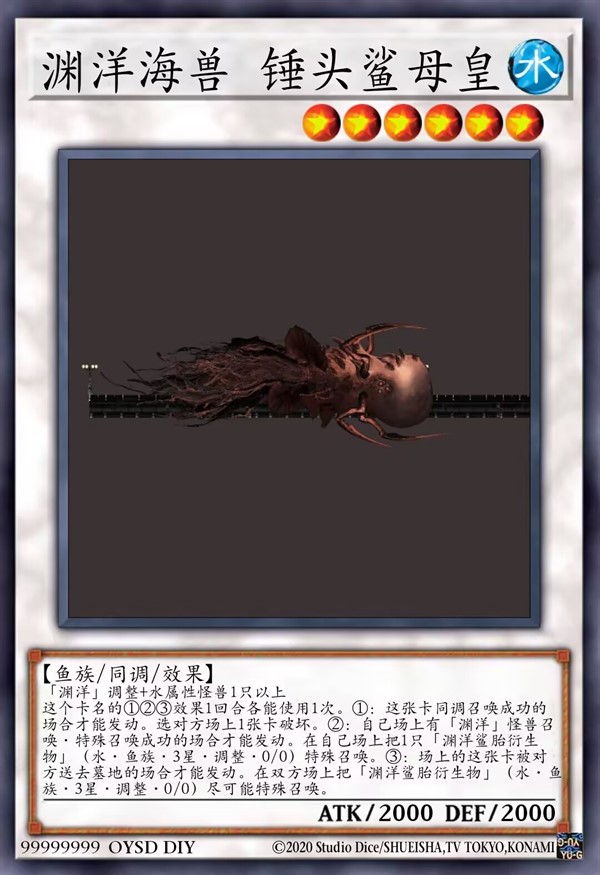 渊洋海兽 锤头鲨母皇 水
【鱼族/同调/效果】
「渊洋」调整+水属性怪兽1只以上
这个卡名的①②③效果1回合各能使用1次。①：这张卡同调召唤成功的
场合才能发动。选对方场上1张卡破坏。②：自己场上有「渊洋」怪兽召
唤·特殊召唤成功的场合才能发动。在自己场上把1只「渊洋鲨胎衍生
物」（水·鱼族·3星·调整·0/0）特殊召唤。③：场上的这张卡被对
方送去墓地的场合才能发动。在双方场上把「渊洋鲨胎衍生物」（水·鱼
族·3星·调整·0/0）尽可能特殊召唤。
ATK/2000 DEF/2000
99999999 OYSD DIY ©2020 Studio Dice/SHUEISHA,TV TOKYO,KONAMI